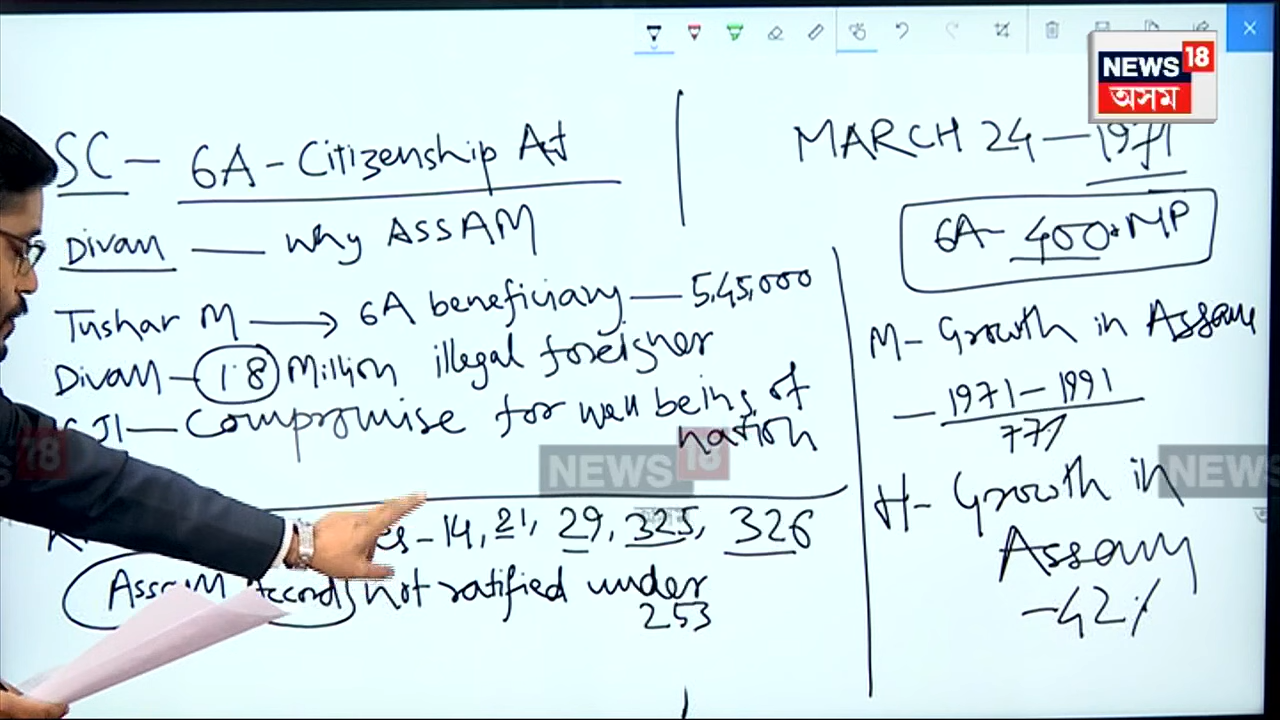 NEWS 18
অসম
SC – 6A – Citizenship Act
Divan — Why ASSAM
Tushar M → 6A beneficiary — 5,45,000
Divan – 1.8 Million illegal foreigner
CJI — Compromise for well being of
nation
14, 21, 29, 325, 326
Assam Accord not ratified under
253
MARCH 24 — 1971
6A – 400.MP
M – Growth in Assam
– 1971 – 1991
77%
H – Growth in
Assam
– 42%
NEWS 18
18
NEWS